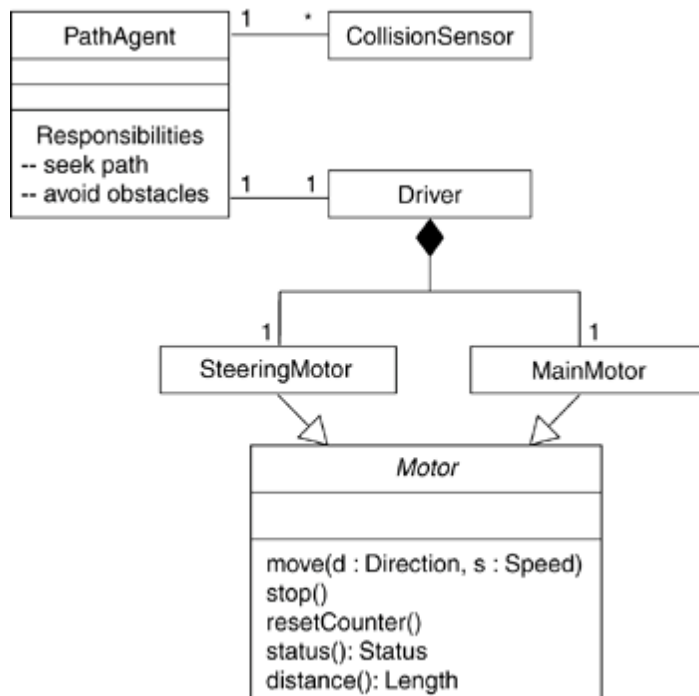 PathAgent
1
*
CollisionSensor
Responsibilities
-- seek path
-- avoid obstacles
1
1
Driver
1
1
SteeringMotor
MainMotor
Motor
move(d : Direction, s : Speed)
stop()
resetCounter()
status(): Status
distance(): Length